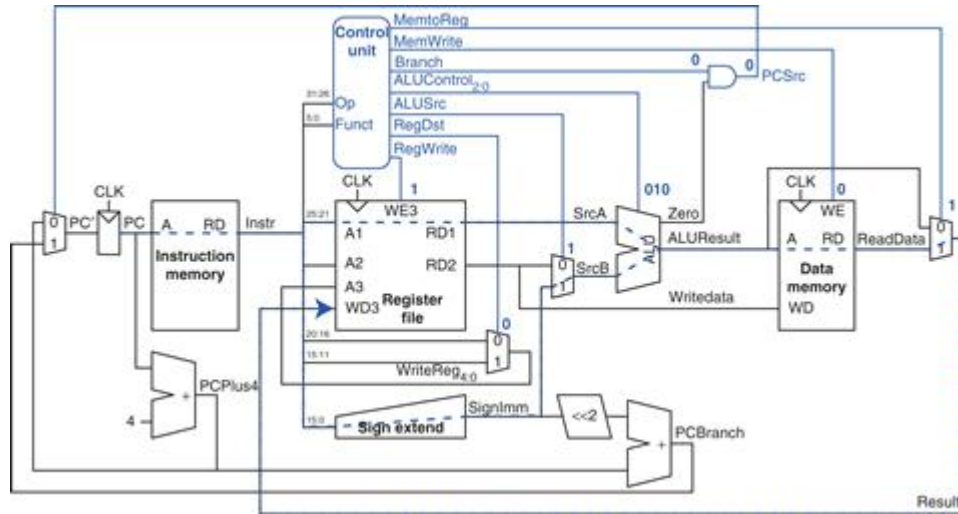 MemtoReg
Control
unit
MemWrite
Branch
0
0
PCSrc
ALUControl2:0
31:26
Op
ALUSrc
5:0
Funct
RegDst
RegWrite
CLK
1
010
CLK
0
1
CLK
25:21
WE3
SrcA
Zero
WE
0
PC'
PC
A
RD
Instr
A1
RD1
1
ALU
ALUResult
A
RD
ReadData
0
1
1
Instruction
memory
A2
RD2
0
SrcB
1
Data
memory
A3
Register
file
WD3
Writedata
WD
20:16
0
0
15:11
1
WriteReg4:0
PCPlus4
+
4
15:0
Sign extend
SignImm
<<2
+
PCBranch
Result